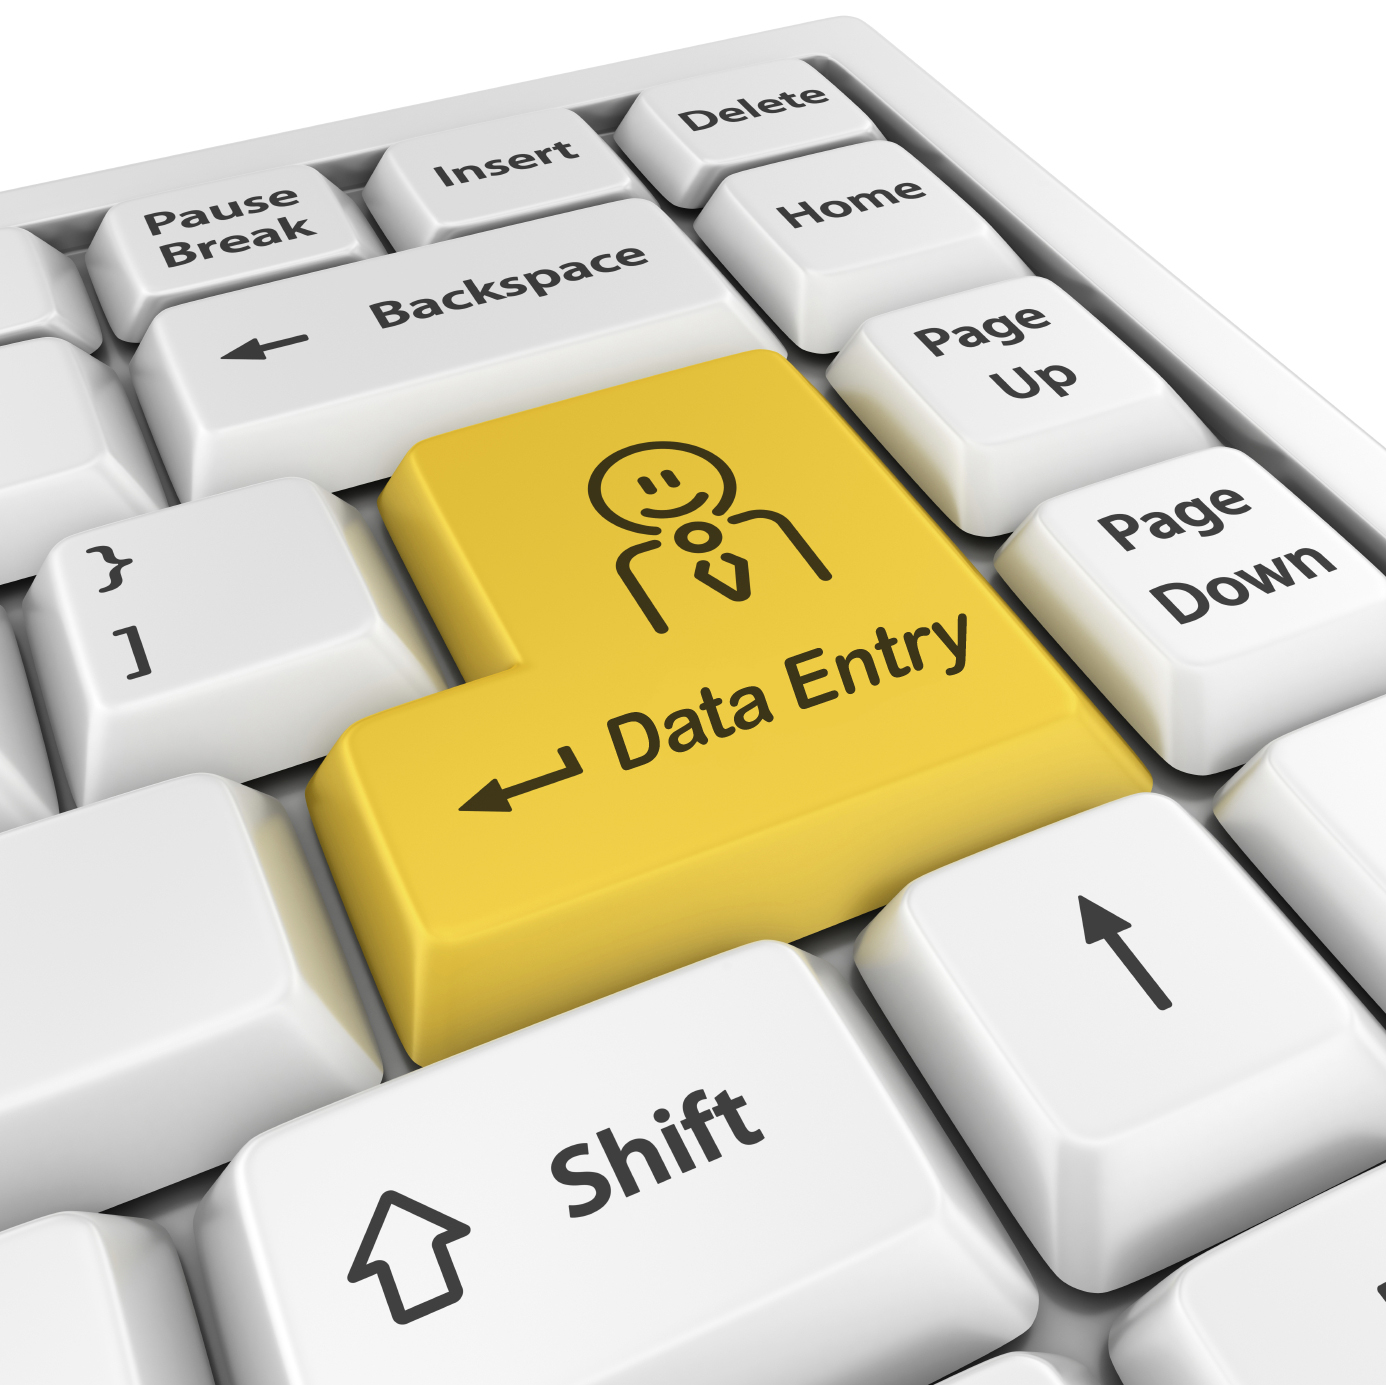 Delete
Insert
Pause
Break
Home
Backspace
Page
Up
Page
Down
}
]
Data Entry
Shift